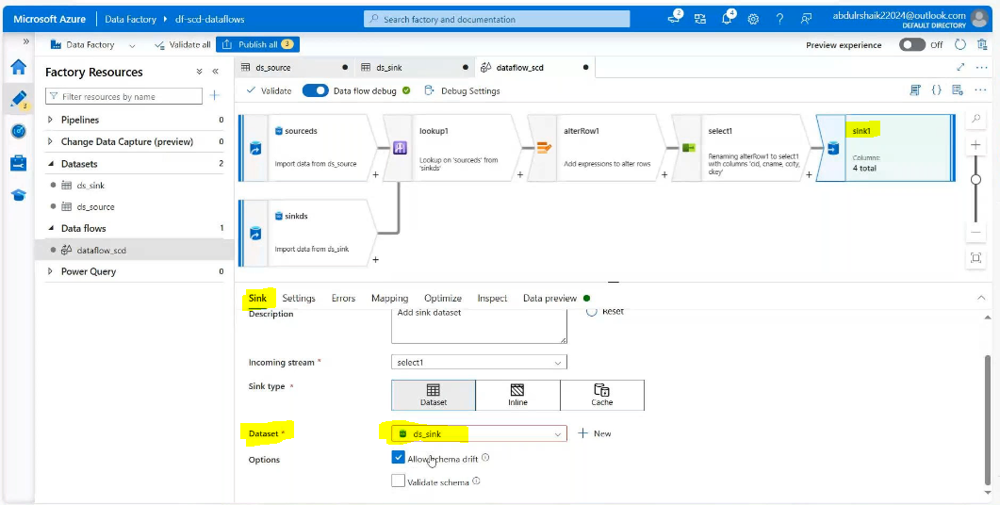 Microsoft Azure
Data Factory
df-scd-dataflows
Search factory and documentation
2
4
abdulrshaik22024@outlook.com
DEFAULT DIRECTORY
»
Data Factory
Validate all
Publish all
3
Preview experience
Off
3
Factory Resources
«
Filter resources by name
+
Pipelines
0
Change Data Capture (preview)
0
Datasets
2
ds_sink
ds_source
Data flows
1
dataflow_scd
Power Query
0
ds_source
ds_sink
dataflow_scd
Validate
Data flow debug
Debug Settings
{}
sourceds
Import data from ds_source
+
lookup1
Lookup on 'sourceds' from
'sinkds'
+
alterRow1
Add expressions to alter rows
+
select1
Renaming alterRow1 to select1
with columns 'cid, cname, ccity,
ckey'
+
sink1
Columns:
4 total
sinkds
Import data from ds_sink
+
Sink
Settings
Errors
Mapping
Optimize
Inspect
Data preview
Description
Add sink dataset
Reset
Incoming stream *
select1
Sink type *
Dataset
Inline
Cache
Dataset *
ds_sink
+ New
Options
Allow schema drift
Validate schema